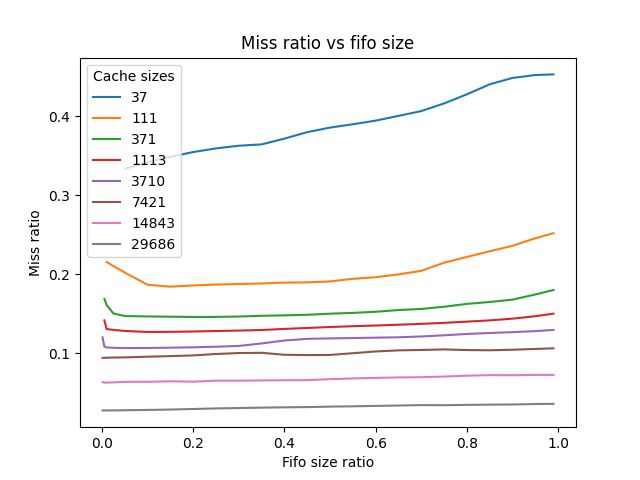 Miss ratio vs fifo size
Cache sizes
37
111
371
1113
3710
7421
14843
29686
0.4
0.3
0.2
0.1
Miss ratio
0.0 0.2 0.4 0.6 0.8 1.0
Fifo size ratio